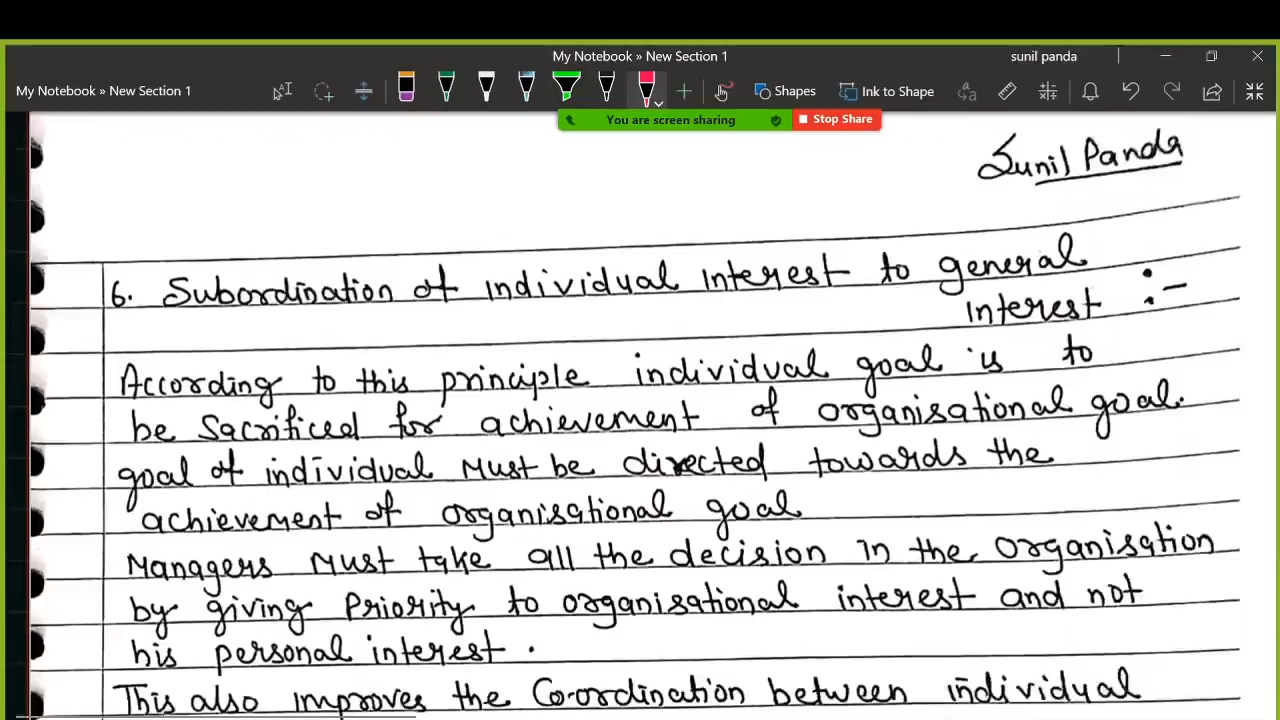 My Notebook » New Section 1
sunil panda
My Notebook » New Section 1
Shapes
Ink to Shape
You are screen sharing
Stop Share
Sunil Panda
6. Subordination of individual interest to general
interest :-
According to this principle individual goal is to
be sacrificed for achievement of organisational goal.
goal of individual must be directed towards the
achievement of organisational goal
Managers must take all the decision in the organisation
by giving priority to organisational interest and not
his personal interest.
This also improves the Co-ordination between individual